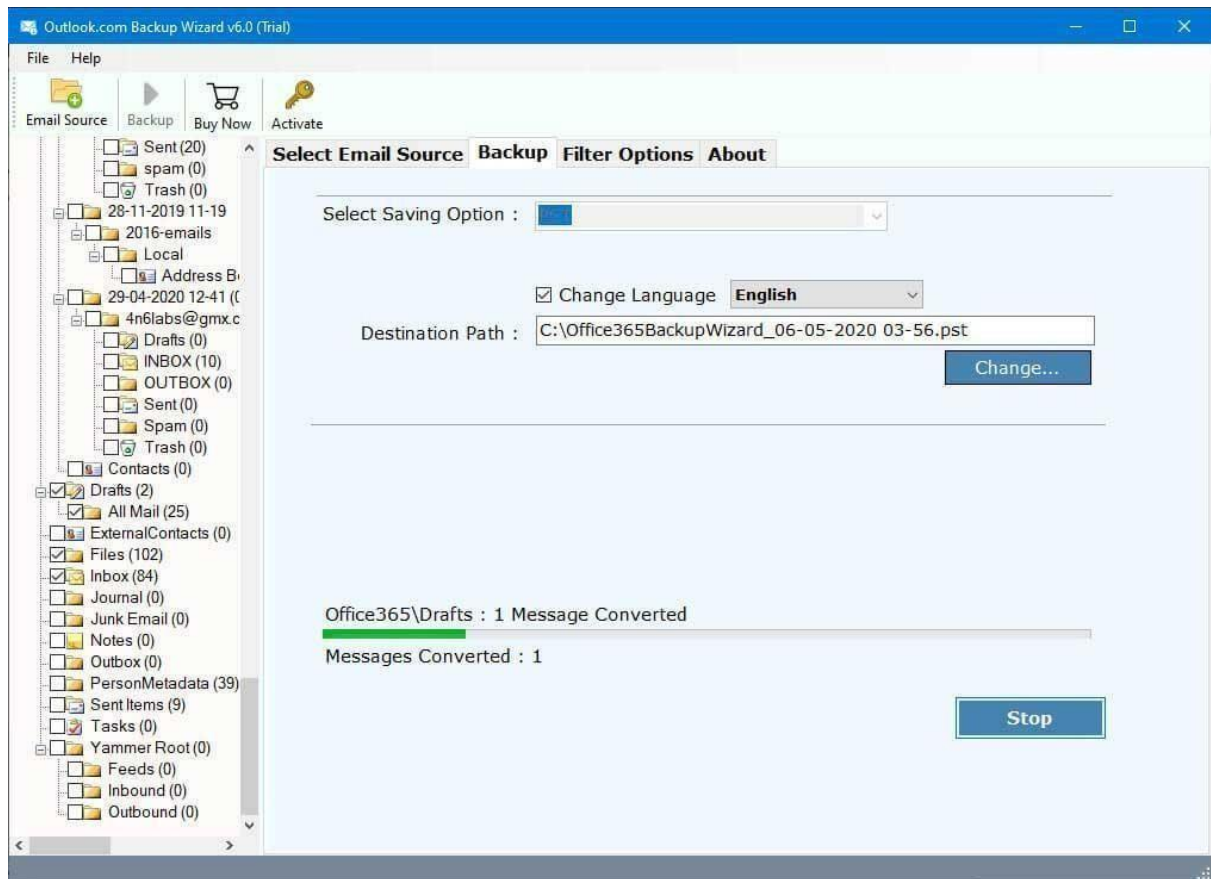 Outlook.com Backup Wizard v6.0 (Trial)
File Help
Email Source Backup Buy Now Activate
Sent (20)
spam (0)
Trash (0)
28-11-2019 11-19
2016-emails
Local
Address B
29-04-2020 12-41 (
4n6labs@gmx.c
Drafts (0)
INBOX (10)
OUTBOX (0)
Sent (0)
Spam (0)
Trash (0)
Contacts (0)
Drafts (2)
All Mail (25)
ExternalContacts (0)
Files (102)
Inbox (84)
Journal (0)
Junk Email (0)
Notes (0)
Outbox (0)
PersonMetadata (39)
Sent Items (9)
Tasks (0)
Yammer Root (0)
Feeds (0)
Inbound (0)
Outbound (0)
Select Email Source Backup Filter Options About
Select Saving Option :
Change Language English
Destination Path : C:\Office365BackupWizard_06-05-2020 03-56.pst
Change...
Office365\Drafts : 1 Message Converted
Messages Converted : 1
Stop